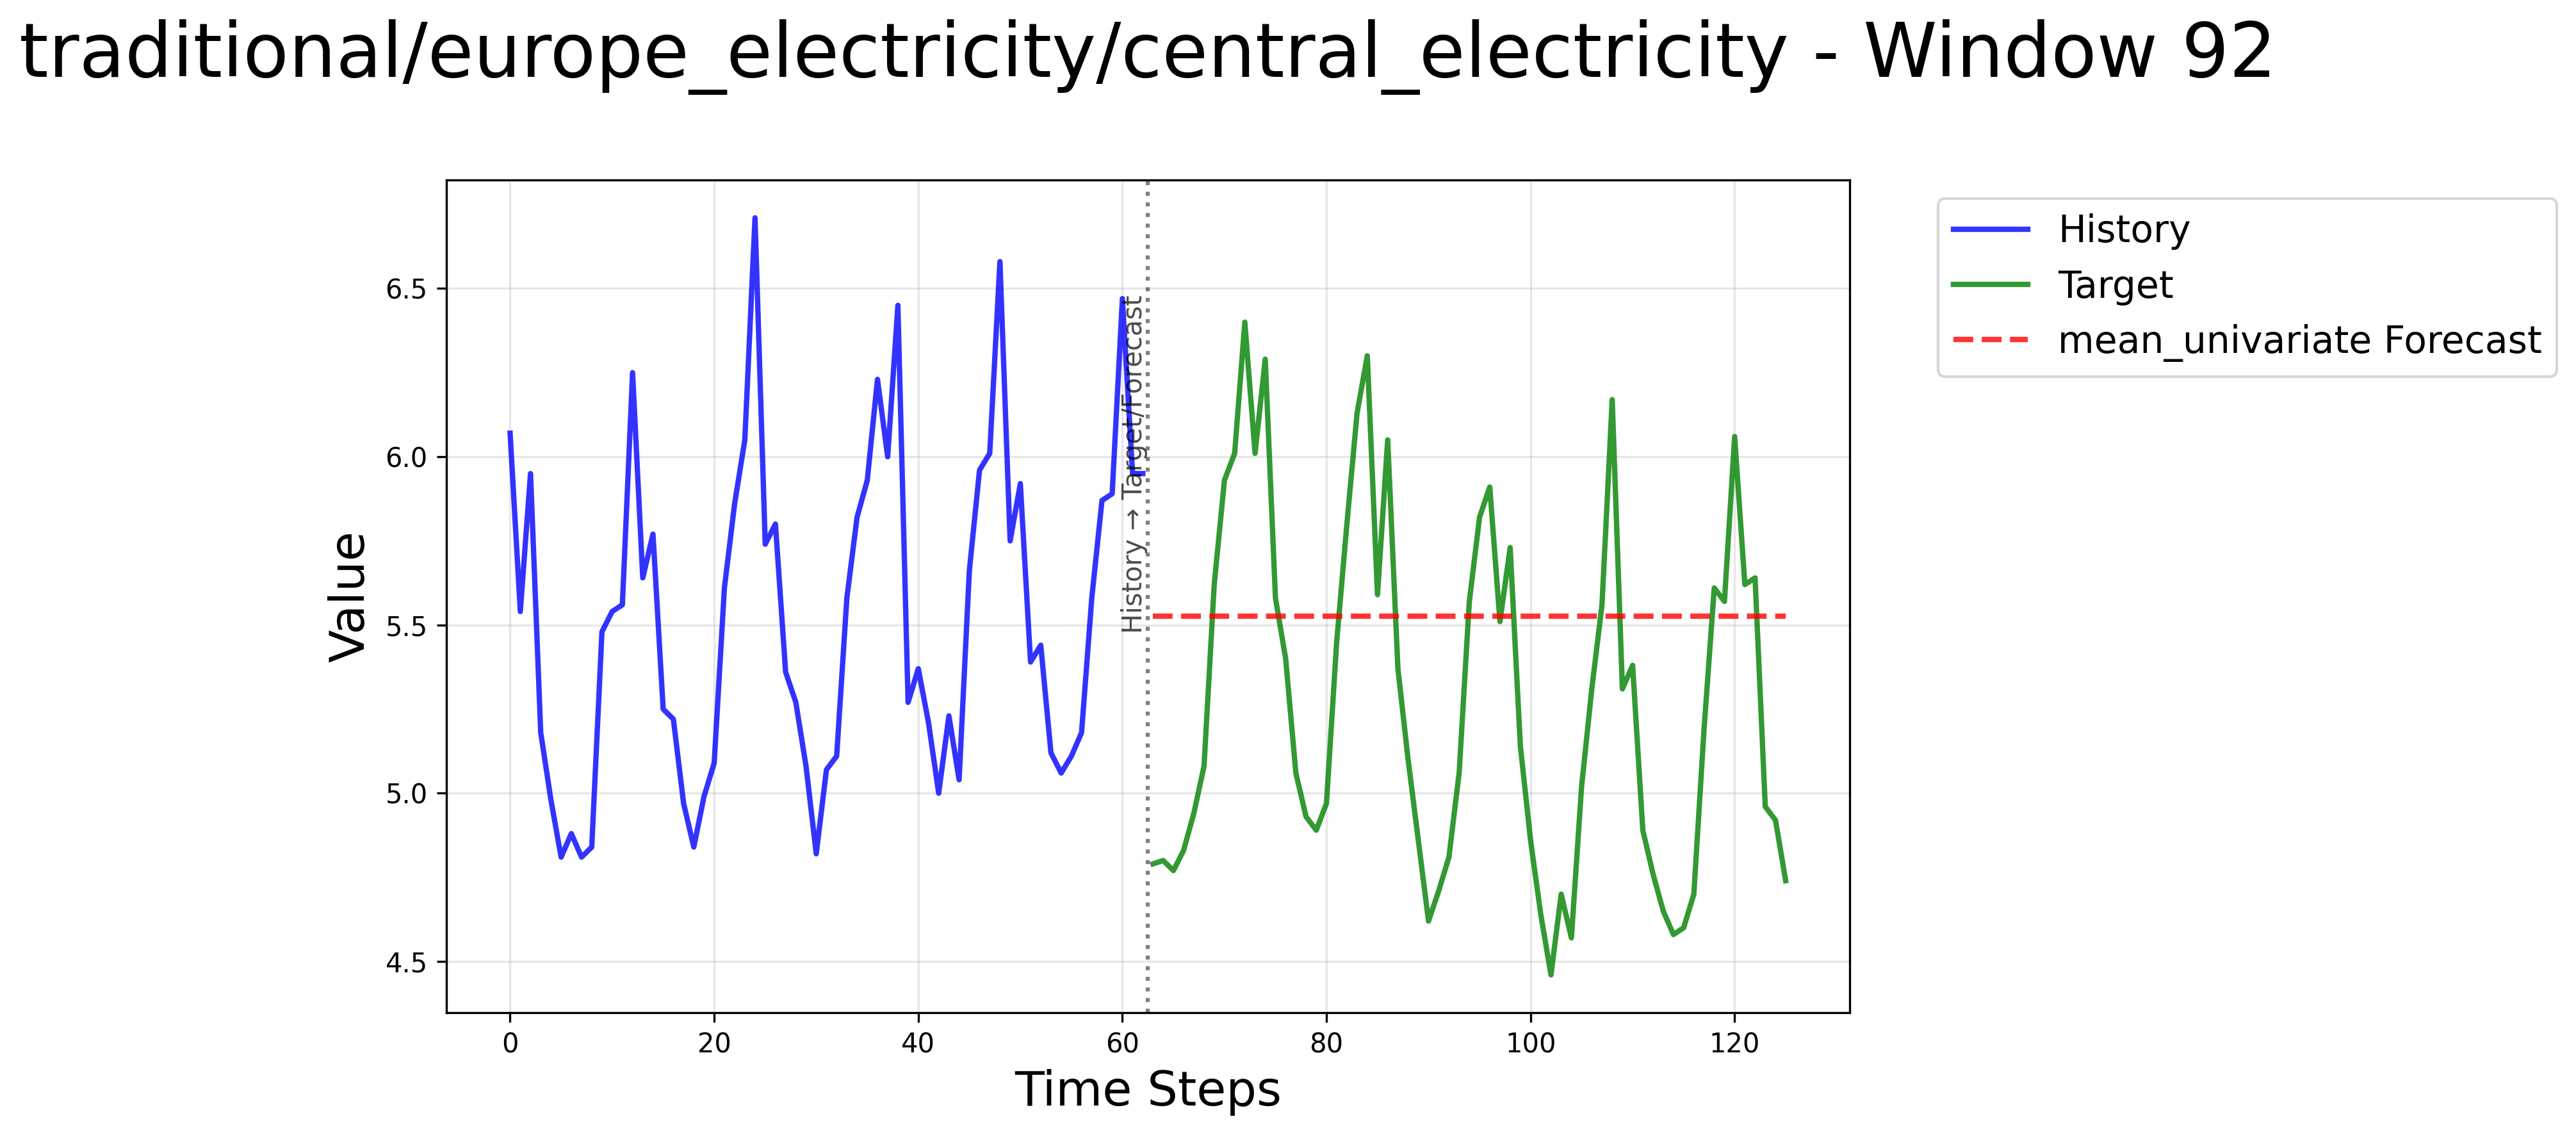 traditional/europe_electricity/central_electricity - Window 92
History
Target
mean_univariate Forecast
History → Target/Forecast
Value
6.5
6.0
5.5
5.0
4.5
0
20
40
60
80
100
120
Time Steps